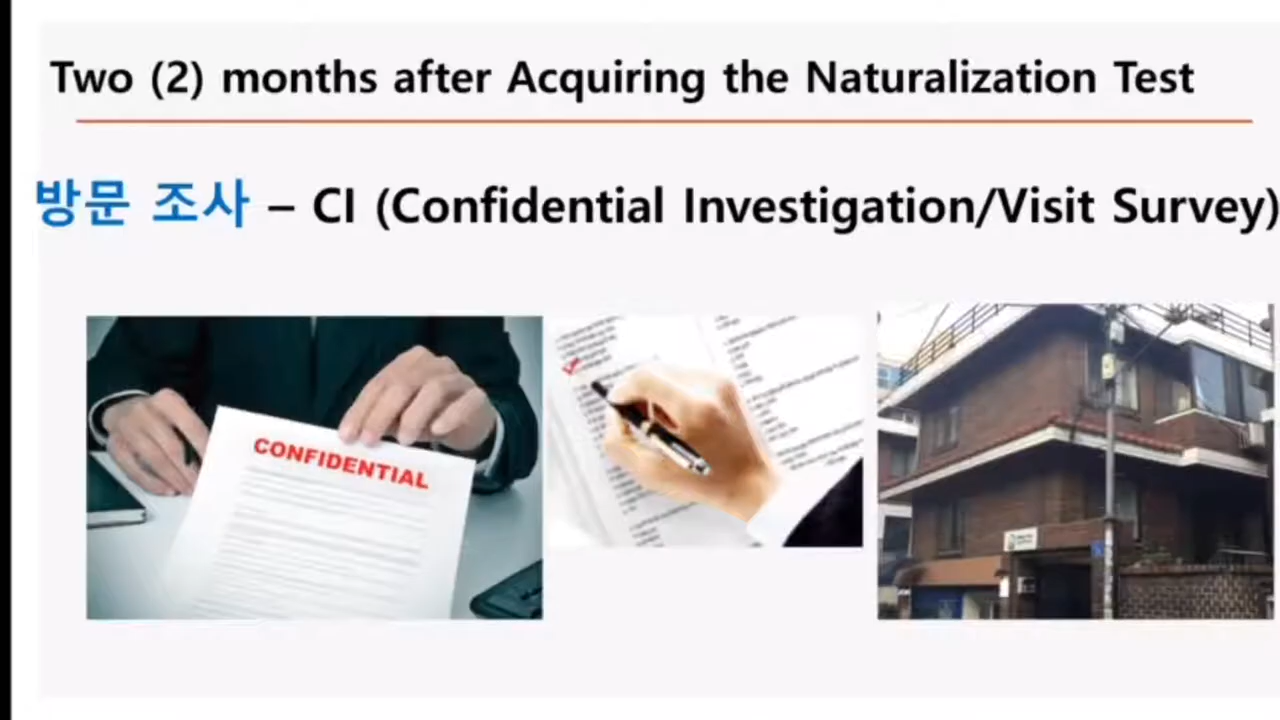 Two (2) months after Acquiring the Naturalization Test
방문 조사 – CI (Confidential Investigation/Visit Survey)
CONFIDENTIAL